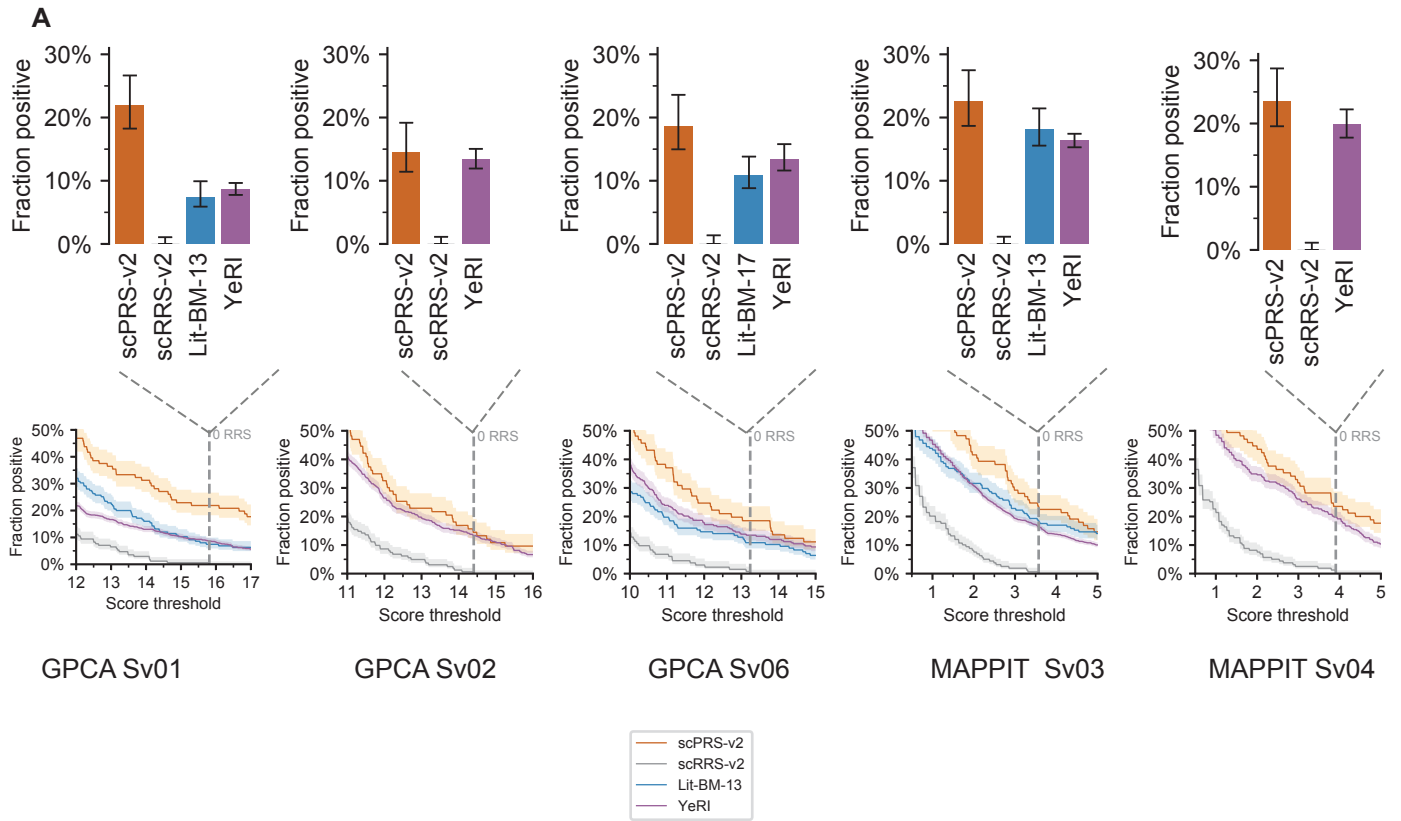 A
Fraction positive
30%
20%
10%
0%
scPRS-v2
scRRS-v2
Lit-BM-13
YeRI
Fraction positive
30%
20%
10%
0%
scPRS-v2
scRRS-v2
YeRI
Fraction positive
30%
20%
10%
0%
scPRS-v2
scRRS-v2
Lit-BM-17
YeRI
Fraction positive
30%
20%
10%
0%
scPRS-v2
scRRS-v2
Lit-BM-13
YeRI
Fraction positive
30%
20%
10%
0%
scPRS-v2
scRRS-v2
YeRI
Fraction positive
50%
40%
30%
20%
10%
0%
0 RRS
12 13 14 15 16 17
Score threshold
GPCA Sv01
Fraction positive
50%
40%
30%
20%
10%
0%
0 RRS
11 12 13 14 15 16
Score threshold
GPCA Sv02
Fraction positive
50%
40%
30%
20%
10%
0%
0 RRS
10 11 12 13 14 15
Score threshold
GPCA Sv06
Fraction positive
50%
40%
30%
20%
10%
0%
0 RRS
1 2 3 4 5
Score threshold
MAPPIT Sv03
Fraction positive
50%
40%
30%
20%
10%
0%
0 RRS
1 2 3 4 5
Score threshold
MAPPIT Sv04
scPRS-v2
scRRS-v2
Lit-BM-13
YeRI